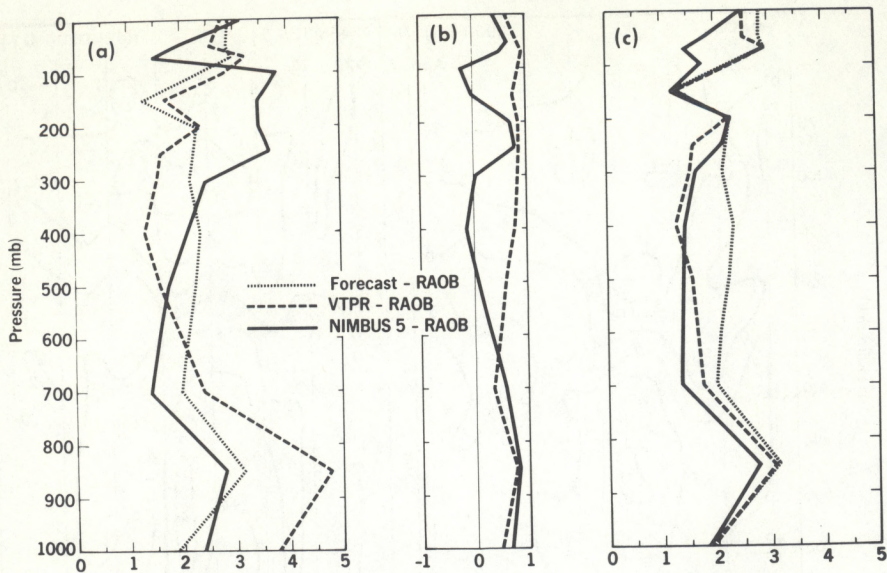 (a)
(b)
(c)
0
100
200
300
400
500
600
700
800
900
1000
Pressure (mb)
Forecast - RAOB
VTPR - RAOB
NIMBUS 5 - RAOB
0 1 2 3 4 5
-1 0 1
0 1 2 3 4 5